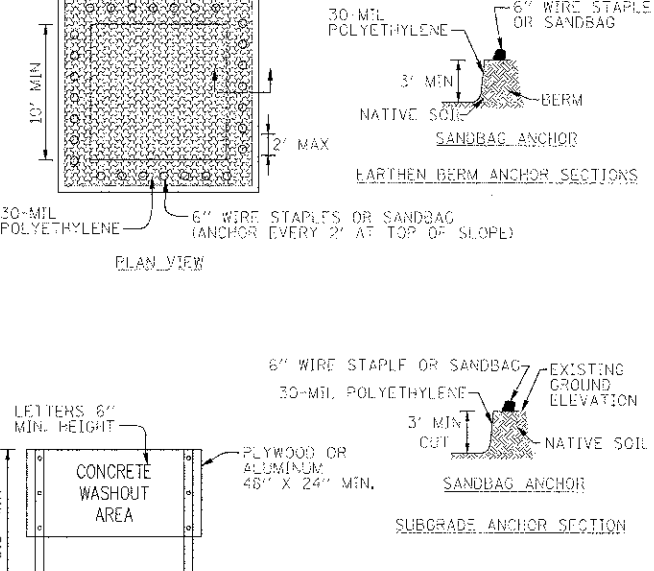 10' MIN
2' MAX
30-MIL
POLYETHYLENE
6" WIRE STAPLES OR SANDBAG
(ANCHOR EVERY 2' AT TOP OF SLOPE)
PLAN VIEW
6" WIRE STAPLE
OR SANDBAG
30-MIL
POLYETHYLENE
3' MIN
BERM
NATIVE SOIL
SANDBAG ANCHOR
EARTHEN BERM ANCHOR SECTIONS
LETTERS 6"
MIN. HEIGHT
CONCRETE
WASHOUT
AREA
PLYWOOD OR
ALUMINUM
48" X 24" MIN.
6" WIRE STAPLE OR SANDBAG
30-MIL POLYETHYLENE
EXISTING
GROUND
ELEVATION
3' MIN
CUT
NATIVE SOIL
SANDBAG ANCHOR
SUBGRADE ANCHOR SECTION